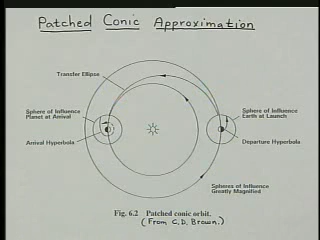 Patched Conic Approximation
Transfer Ellipse
Sphere of Influence
Planet at Arrival
Arrival Hyperbola
Sphere of Influence
Earth at Launch
Departure Hyperbola
Spheres of Influence
Greatly Magnified
Fig. 6.2 Patched conic orbit.
(From C.D. Brown.)